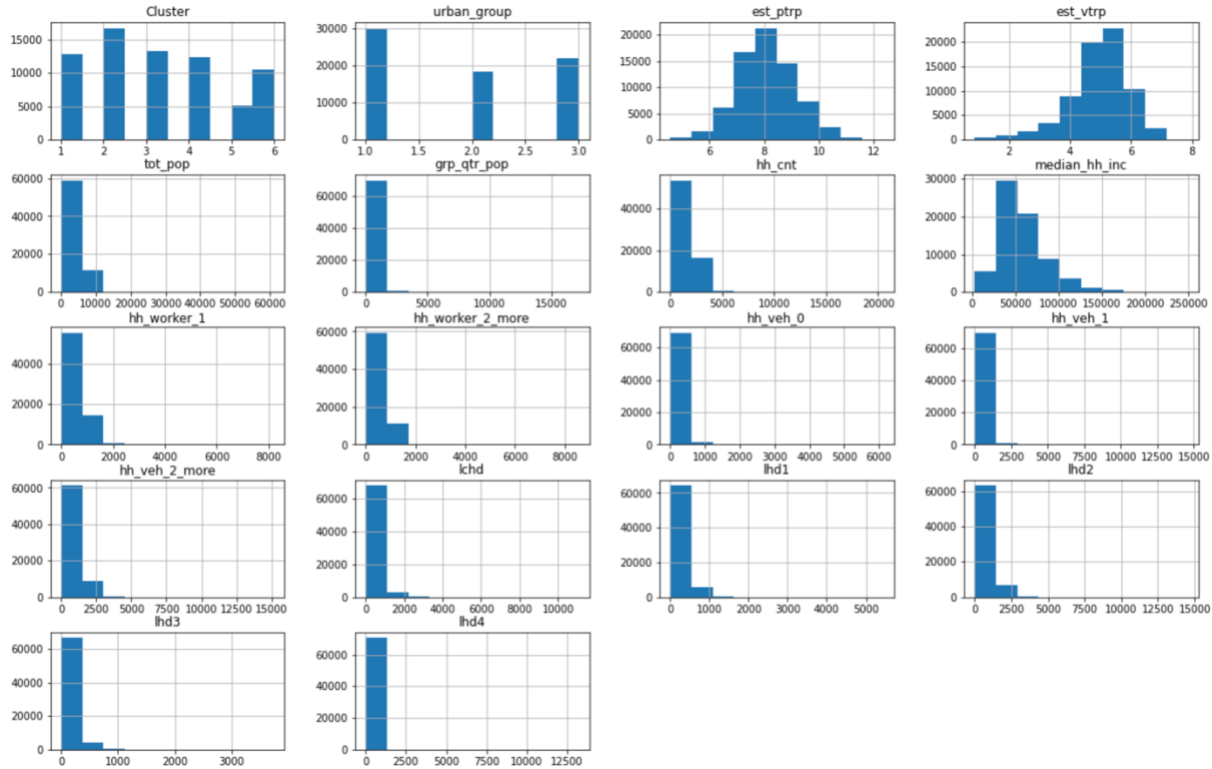 Cluster urban_group est_ptrp est_vtrp
15000 30000 20000 20000
10000 20000 15000 15000
5000 10000 10000 10000
0 0 5000 5000
0 0
1 2 3 4 5 6 1.0 1.5 2.0 2.5 3.0 6 8 10 12 2 4 6 8
tot_pop grp_qtr_pop hh_cnt median_hh_inc
60000 60000 40000 30000
40000 40000 20000 20000
20000 20000 0 10000
0 0 0
0 10000 20000 30000 40000 50000 60000 0 5000 10000 15000 0 5000 10000 15000 20000 0 50000 100000 150000 200000 250000
hh_worker_1 hh_worker_2_more hh_veh_0 hh_veh_1
40000 60000 60000 60000
20000 40000 40000 40000
0 20000 20000 20000
0 0 0
0 2000 4000 6000 8000 0 2000 4000 6000 8000 0 1000 2000 3000 4000 5000 6000 0 2500 5000 7500 10000 12500 15000
hh_veh_2_more lchd lhd1 lhd2
60000 60000 60000 60000
40000 40000 40000 40000
20000 20000 20000 20000
0 0 0 0
0 2500 5000 7500 10000 12500 15000 0 2000 4000 6000 8000 10000 0 1000 2000 3000 4000 5000 0 2500 5000 7500 10000 12500 15000
lhd3 lhd4
60000 60000
40000 40000
20000 20000
0 0
0 1000 2000 3000 0 2500 5000 7500 10000 12500